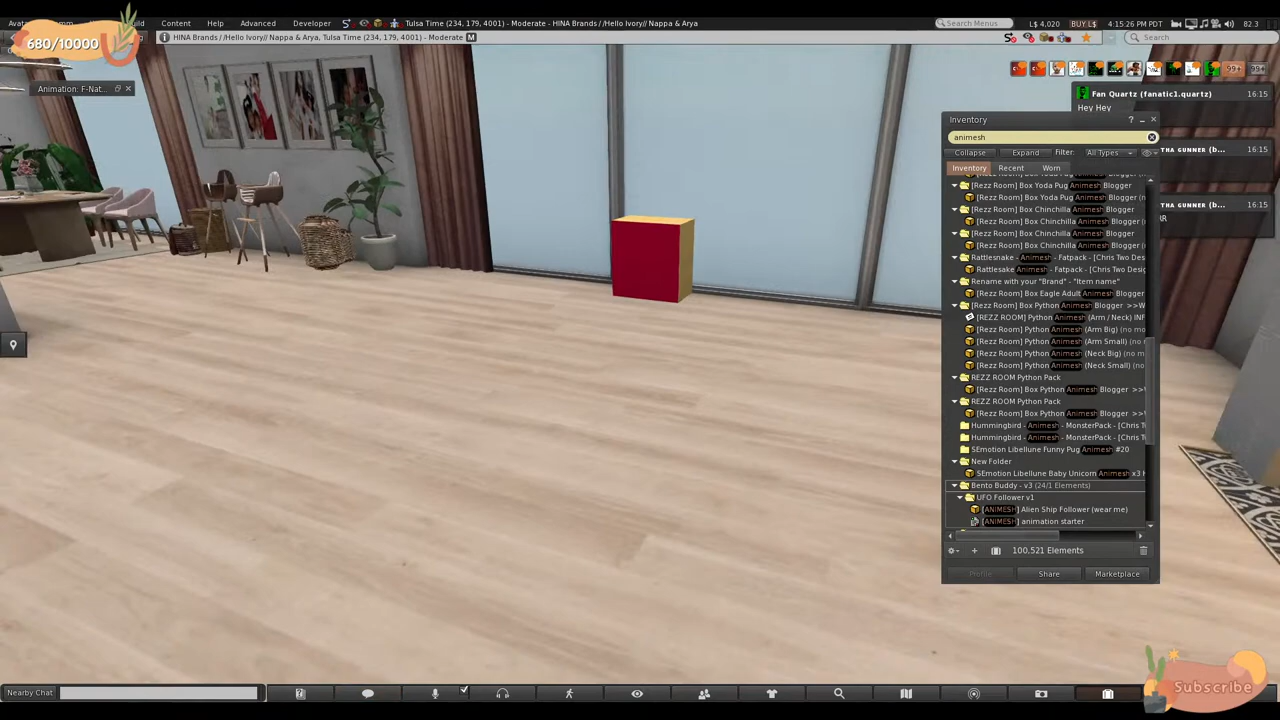 Avata
Comm
uild
Content
Help
Advanced
Developer
Tulsa Time (234, 179, 4001) - Moderate - HINA Brands / /Hello Ivory// Nappa & Arya
Search Menus
L$ 4,020
BUY L$
4:15:26 PM PDT
82.3
680/10000
HINA Brands / /Hello Ivory// Nappa & Arya, Tulsa Time (234, 179, 4001) - Moderate
M
Search
99+
99+
Animation: F-Nat...
Fan Quartz (fanatic1.quartz)
16:15
Hey Hey
Inventory
animesh
THA GUNNER (b...
16:15
Collapse
Expand
Filter:
All Types
Inventory
Recent
Worn
[Rezz Room] Box Yoda Pug Animesh Blogger
[Rezz Room] Box Yoda Pug Animesh Blogger (n
[Rezz Room] Box Chinchilla Animesh Blogger
[Rezz Room] Box Chinchilla Animesh Blogger (
THA GUNNER (b...
16:15
[Rezz Room] Box Chinchilla Animesh Blogger
[Rezz Room] Box Chinchilla Animesh Blogger (
Rattlesnake - Animesh - Fatpack - [Chris Two Desig
Rattlesake Animesh - Fatpack - [Chris Two Des
Rename with your "Brand" - "Item name"
[Rezz Room] Box Eagle Adult Animesh Blogger
[Rezz Room] Box Python Animesh Blogger >>W
[REZZ ROOM] Python Animesh (Arm / Neck) INF
[Rezz Room] Python Animesh (Arm Big) (no mo
[Rezz Room] Python Animesh (Arm Small) (no m
[Rezz Room] Python Animesh (Neck Big) (no m
[Rezz Room] Python Animesh (Neck Small) (no
REZZ ROOM Python Pack
[Rezz Room] Box Python Animesh Blogger >>W
REZZ ROOM Python Pack
[Rezz Room] Box Python Animesh Blogger >>W
Hummingbird - Animesh - MonsterPack - [Chris T
Hummingbird - Animesh - MonsterPack - [Chris T
SEmotion Libellune Funny Pug Animesh #20
New Folder
SEmotion Libellune Baby Unicorn Animesh x3
Bento Buddy - v3 (24/1 Elements)
UFO Follower v1
[ANIMESH] Alien Ship Follower (wear me)
[ANIMESH] animation starter
100,521 Elements
Profile
Share
Marketplace
Nearby Chat
Subscribe